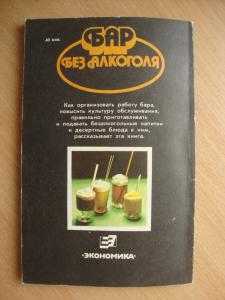 40 коп.
БАР
БЕЗ АЛКОГОЛЯ
Как организовать работу бара,
повысить культуру обслуживания,
правильно приготавливать
и подавать безалкогольные напитки
и десертные блюда к ним,
рассказывает эта книга.
•ЭКОНОМИКА•